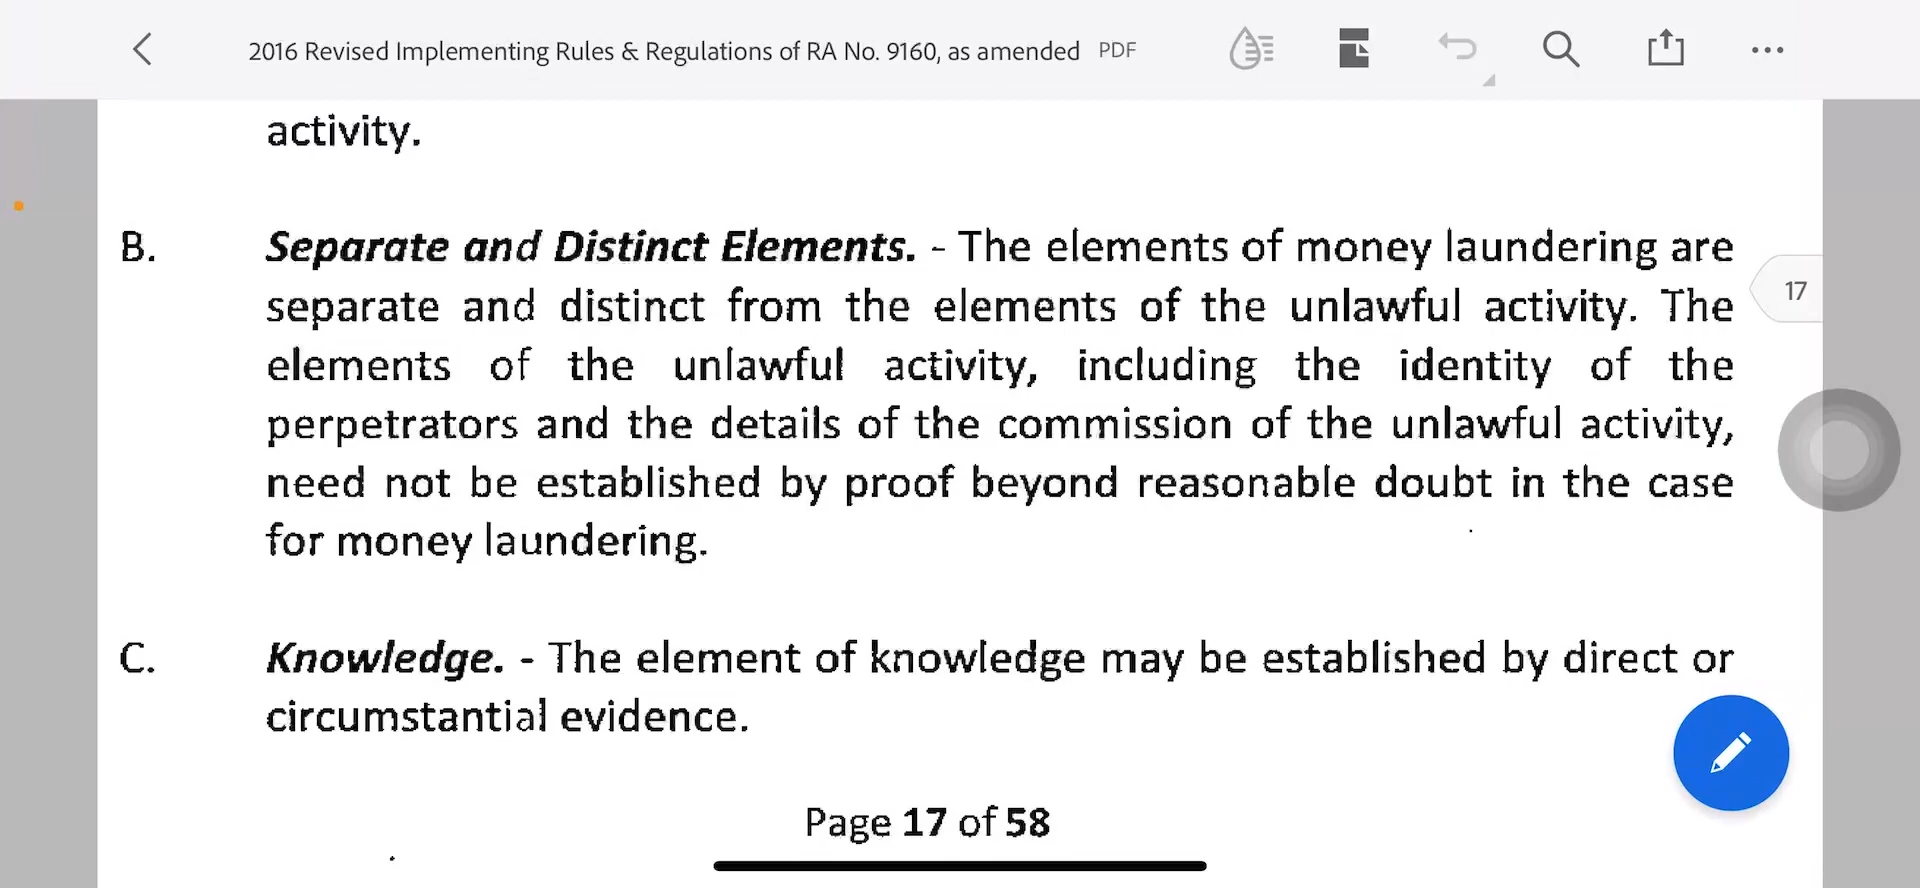 2016 Revised Implementing Rules & Regulations of RA No. 9160, as amended PDF
activity.
B. Separate and Distinct Elements. - The elements of money laundering are
separate and distinct from the elements of the unlawful activity. The
17
elements of the unlawful activity, including the identity of the
perpetrators and the details of the commission of the unlawful activity,
need not be established by proof beyond reasonable doubt in the case
for money laundering.
C. Knowledge. - The element of knowledge may be established by direct or
circumstantial evidence.
Page 17 of 58